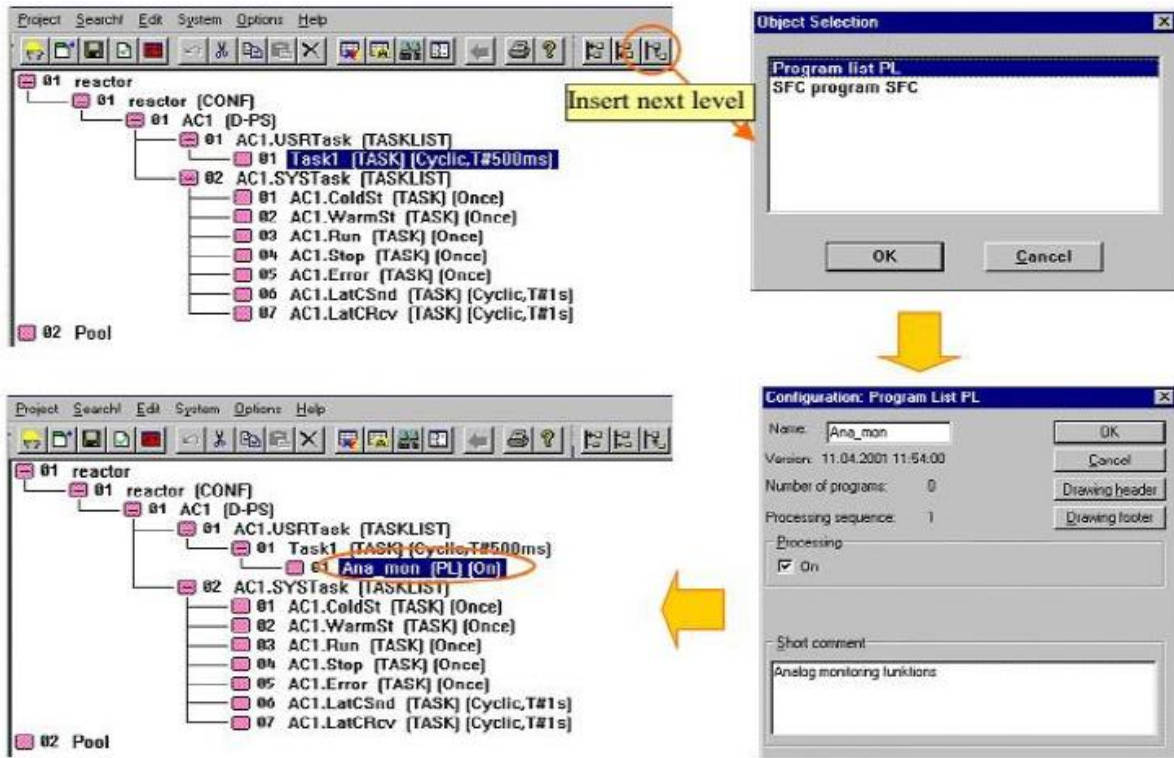 Project Search! Edit System Options Help
01 reactor
01 reactor (CONF)
01 AC1 (D-PS)
01 AC1.USRTask (TASKLIST)
01 Task1 (TASK) (Cyclic,T#500ms)
02 AC1.SYSTask (TASKLIST)
01 AC1.ColdSt (TASK) (Once)
02 AC1.WarmSt (TASK) (Once)
03 AC1.Run (TASK) (Once)
04 AC1.Stop (TASK) (Once)
05 AC1.Error (TASK) (Once)
06 AC1.LatCSnd (TASK) (Cyclic,T#1s)
07 AC1.LatCRcv (TASK) (Cyclic,T#1s)
02 Pool
Insert next level
Object Selection
Program list PL
SFC program SFC
OK Cancel
Configuration: Program List PL
Name: Ana_mon OK
Version: 11.04.2001 11:54:00 Cancel
Number of programs: 0 Drawing header
Processing sequence: 1 Drawing footer
Processing
On
Short comment
Analog monitoring funktions
Project Search! Edit System Options Help
01 reactor
01 reactor (CONF)
01 AC1 (D-PS)
01 AC1.USRTask (TASKLIST)
01 Task1 (TASK) (Cyclic,T#500ms)
01 Ana_mon (PL) (On)
02 AC1.SYSTask (TASKLIST)
01 AC1.ColdSt (TASK) (Once)
02 AC1.WarmSt (TASK) (Once)
03 AC1.Run (TASK) (Once)
04 AC1.Stop (TASK) (Once)
05 AC1.Error (TASK) (Once)
06 AC1.LatCSnd (TASK) (Cyclic,T#1s)
07 AC1.LatCRcv (TASK) (Cyclic,T#1s)
02 Pool